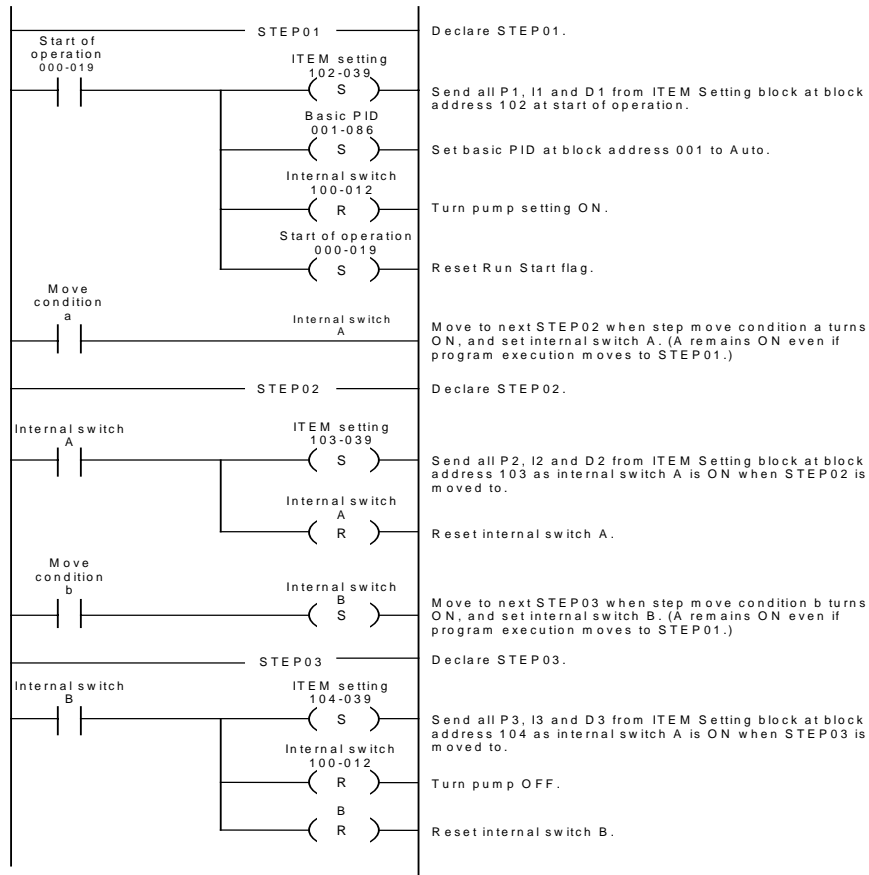 STEP01
Declare STEP01.
Start of
operation
000-019
ITEM setting
102-039
S
Send all P1, I1 and D1 from ITEM Setting block at block
address 102 at start of operation.
Basic PID
001-086
S
Set basic PID at block address 001 to Auto.
Internal switch
100-012
R
Turn pump setting ON.
Start of operation
000-019
S
Reset Run Start flag.
Move
condition
a
Internal switch
A
Move to next STEP02 when step move condition a turns
ON, and set internal switch A. (A remains ON even if
program execution moves to STEP01.)
STEP02
Declare STEP02.
Internal switch
A
ITEM setting
103-039
S
Send all P2, I2 and D2 from ITEM Setting block at block
address 103 as internal switch A is ON when STEP02 is
moved to.
Internal switch
A
R
Reset internal switch A.
Move
condition
b
Internal switch
B
S
Move to next STEP03 when step move condition b turns
ON, and set internal switch B. (A remains ON even if
program execution moves to STEP01.)
STEP03
Declare STEP03.
Internal switch
B
ITEM setting
104-039
S
Send all P3, I3 and D3 from ITEM Setting block at block
address 104 as internal switch A is ON when STEP03 is
moved to.
Internal switch
100-012
R
Turn pump OFF.
B
R
Reset internal switch B.